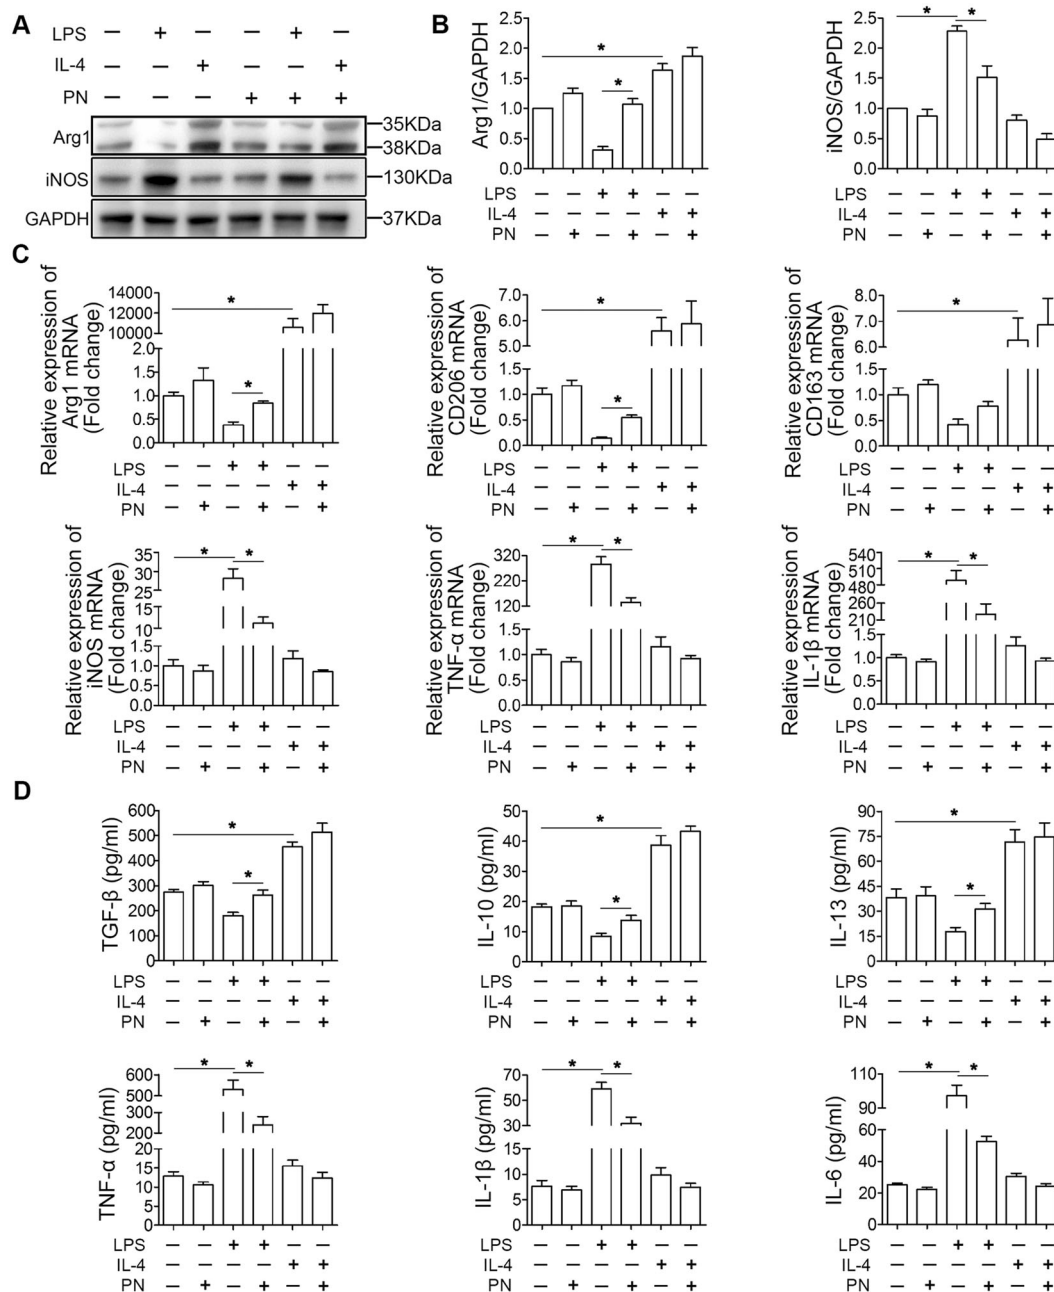 A
LPS — + — — + —
IL-4 — — + — — +
PN — — — + + +
Arg1
35KDa
38KDa
iNOS
130KDa
GAPDH
37KDa
B
Arg1/GAPDH
2.5
2.0
1.5
1.0
0.5
0.0
*
*
LPS — — + + — —
IL-4 — — — — + +
PN — + — + — +
iNOS/GAPDH
2.5
2.0
1.5
1.0
0.5
0.0
*
*
LPS — — + + — —
IL-4 — — — — + +
PN — + — + — +
C
Relative expression of
Arg1 mRNA
(Fold change)
14000
12000
10000
2.0
1.5
1.0
0.5
0.0
*
*
LPS — — + + — —
IL-4 — — — — + +
PN — + — + — +
Relative expression of
CD206 mRNA
(Fold change)
7.0
6.0
5.0
1.5
1.0
0.5
0.0
*
*
LPS — — + + — —
IL-4 — — — — + +
PN — + — + — +
Relative expression of
CD163 mRNA
(Fold change)
8.0
7.0
6.0
1.5
1.0
0.5
0.0
*
LPS — — + + — —
IL-4 — — — — + +
PN — + — + — +
Relative expression of
iNOS mRNA
(Fold change)
35
30
25
15
10
1.5
1.0
0.5
0.0
*
*
LPS — — + + — —
IL-4 — — — — + +
PN — + — + — +
Relative expression of
TNF-α mRNA
(Fold change)
320
220
120
1.5
1.0
0.5
0.0
*
*
LPS — — + + — —
IL-4 — — — — + +
PN — + — + — +
Relative expression of
IL-1β mRNA
(Fold change)
540
510
480
260
210
1.5
1.0
0.5
0.0
*
*
LPS — — + + — —
IL-4 — — — — + +
PN — + — + — +
D
TGF-β (pg/ml)
600
500
400
300
200
100
0
*
*
LPS — — + + — —
IL-4 — — — — + +
PN — + — + — +
IL-10 (pg/ml)
50
40
30
20
10
0
*
*
LPS — — + + — —
IL-4 — — — — + +
PN — + — + — +
IL-13 (pg/ml)
90
75
60
45
30
15
0
*
*
LPS — — + + — —
IL-4 — — — — + +
PN — + — + — +
TNF-α (pg/ml)
600
500
300
200
20
15
10
5
0
*
*
LPS — — + + — —
IL-4 — — — — + +
PN — + — + — +
IL-1β (pg/ml)
70
50
30
15
10
5
0
*
*
LPS — — + + — —
IL-4 — — — — + +
PN — + — + — +
IL-6 (pg/ml)
110
90
60
40
20
0
*
*
LPS — — + + — —
IL-4 — — — — + +
PN — + — + — +